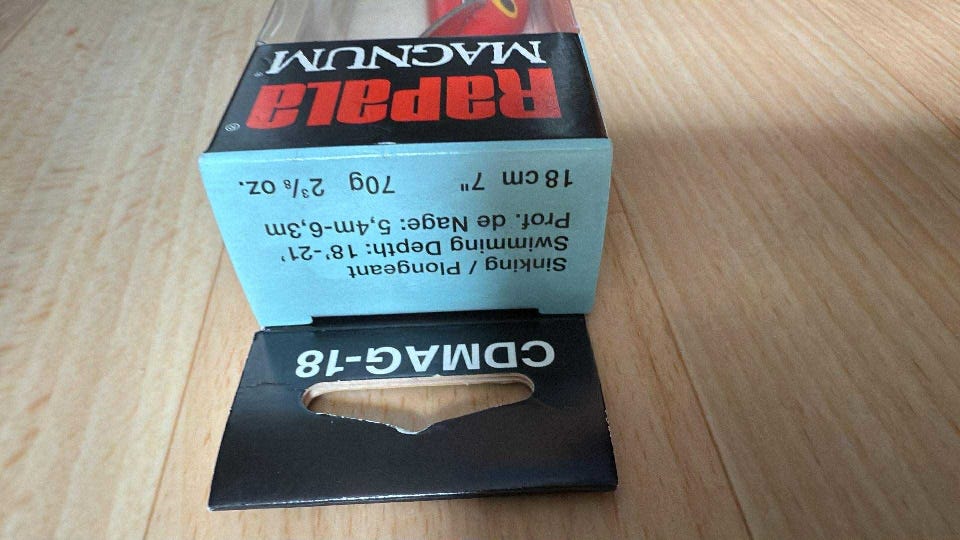 CDMAG-18
Sinking / Plongeant
Swimming Depth: 18'-21'
Prof. de Nage: 5,4m-6,3m
18 cm 7" 70g 2³/₈ oz.
Rapala®
MAGNUM®